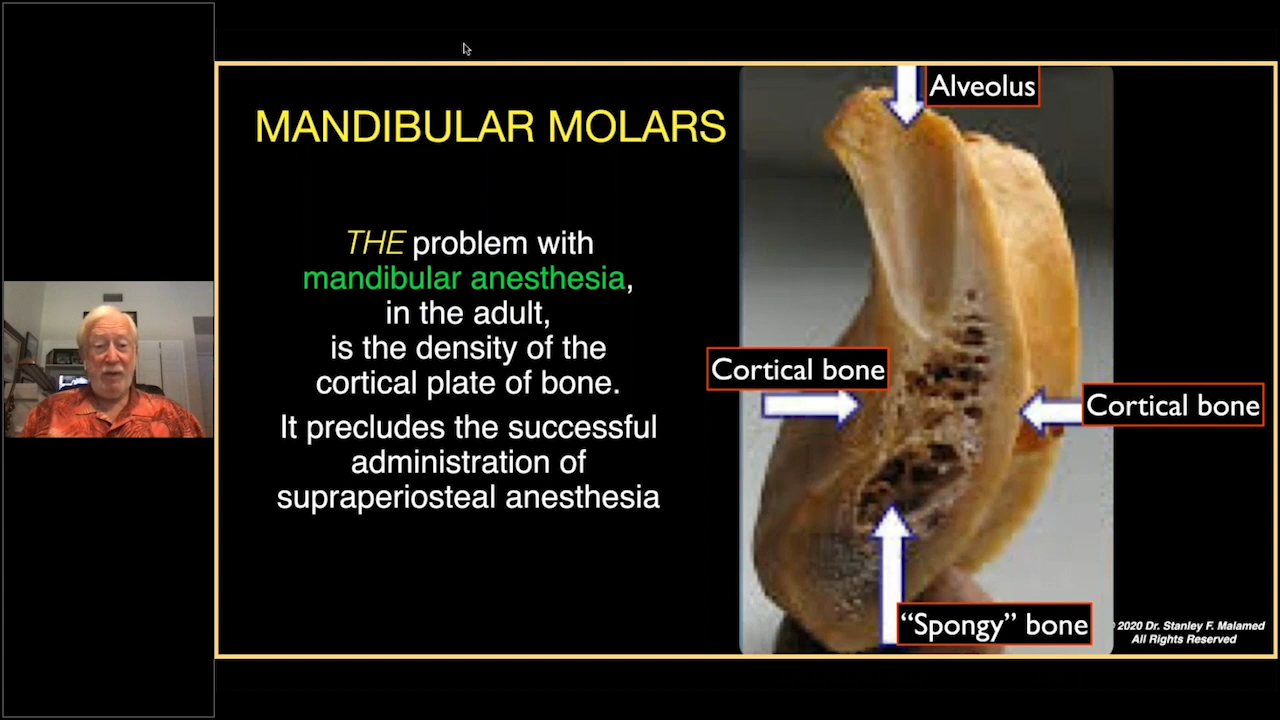 MANDIBULAR MOLARS
THE problem with
mandibular anesthesia,
in the adult,
is the density of the
cortical plate of bone.
It precludes the successful
administration of
supraperiosteal anesthesia
Alveolus
Cortical bone
Cortical bone
“Spongy” bone
© 2020 Dr. Stanley F. Malamed
All Rights Reserved